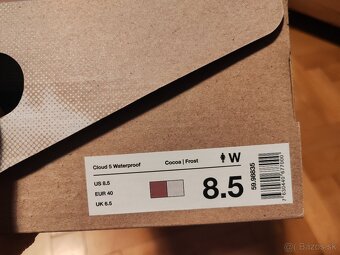 Cloud 5 Waterproof
Cocoa | Frost
W
US 8.5
EUR 40
UK 6.5
8.5
59.98835
7630440672500
Bazos.sk